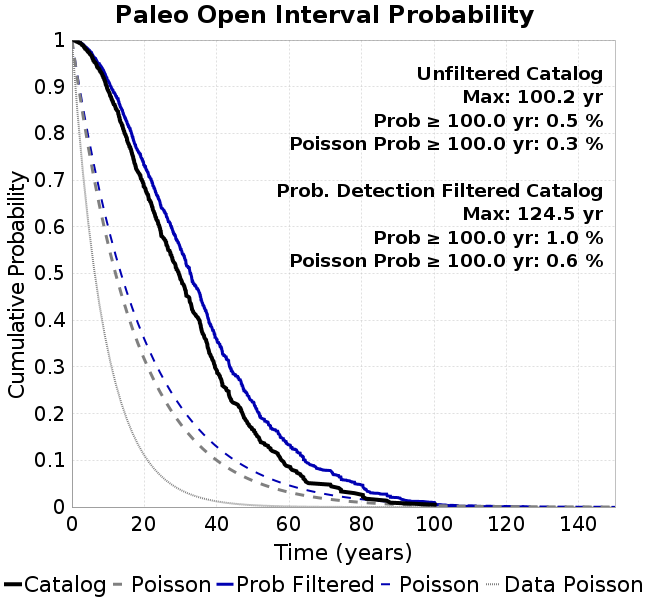 Paleo Open Interval Probability
Unfiltered Catalog
Max: 100.2 yr
Prob ≥ 100.0 yr: 0.5 %
Poisson Prob ≥ 100.0 yr: 0.3 %
Prob. Detection Filtered Catalog
Max: 124.5 yr
Prob ≥ 100.0 yr: 1.0 %
Poisson Prob ≥ 100.0 yr: 0.6 %
Cumulative Probability
1
0.9
0.8
0.7
0.6
0.5
0.4
0.3
0.2
0.1
0
0 20 40 60 80 100 120 140
Time (years)
Catalog Poisson Prob Filtered Poisson Data Poisson